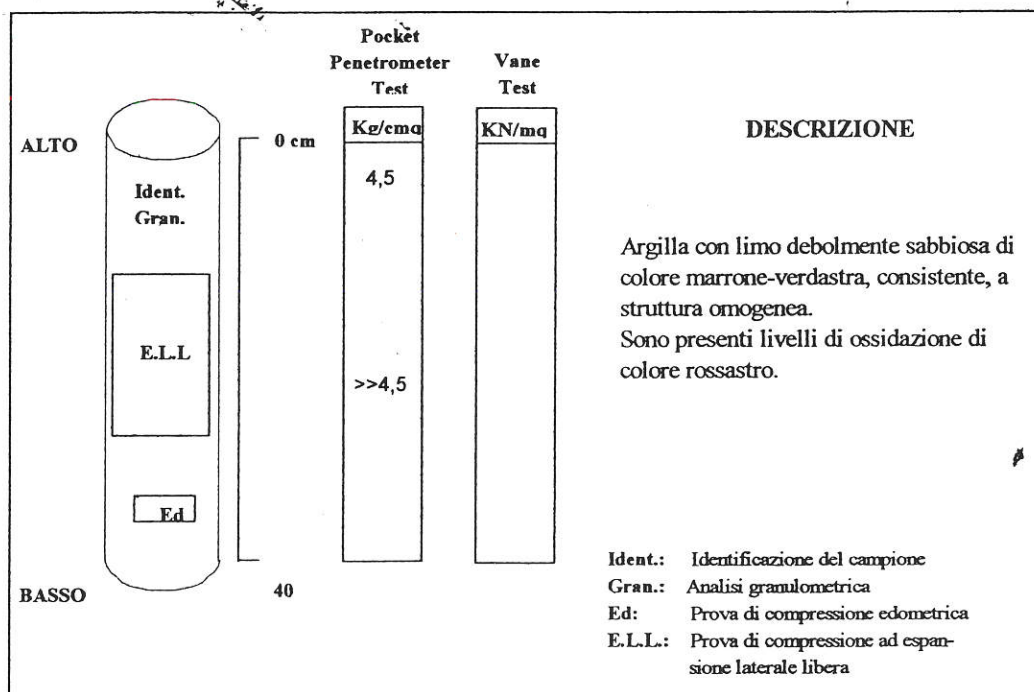 Pocket
Penetrometer
Test
Vane
Test
Kg/cmq
KN/mq
DESCRIZIONE
ALTO
0 cm
4,5
Ident.
Gran.
Argilla con limo debolmente sabbiosa di
colore marrone-verdastra, consistente, a
struttura omogenea.
Sono presenti livelli di ossidazione di
colore rossastro.
E.L.L
>>4,5
Ed
BASSO
40
Ident.: Identificazione del campione
Gran.: Analisi granulometrica
Ed: Prova di compressione edometrica
E.L.L.: Prova di compressione ad espan-
sione laterale libera